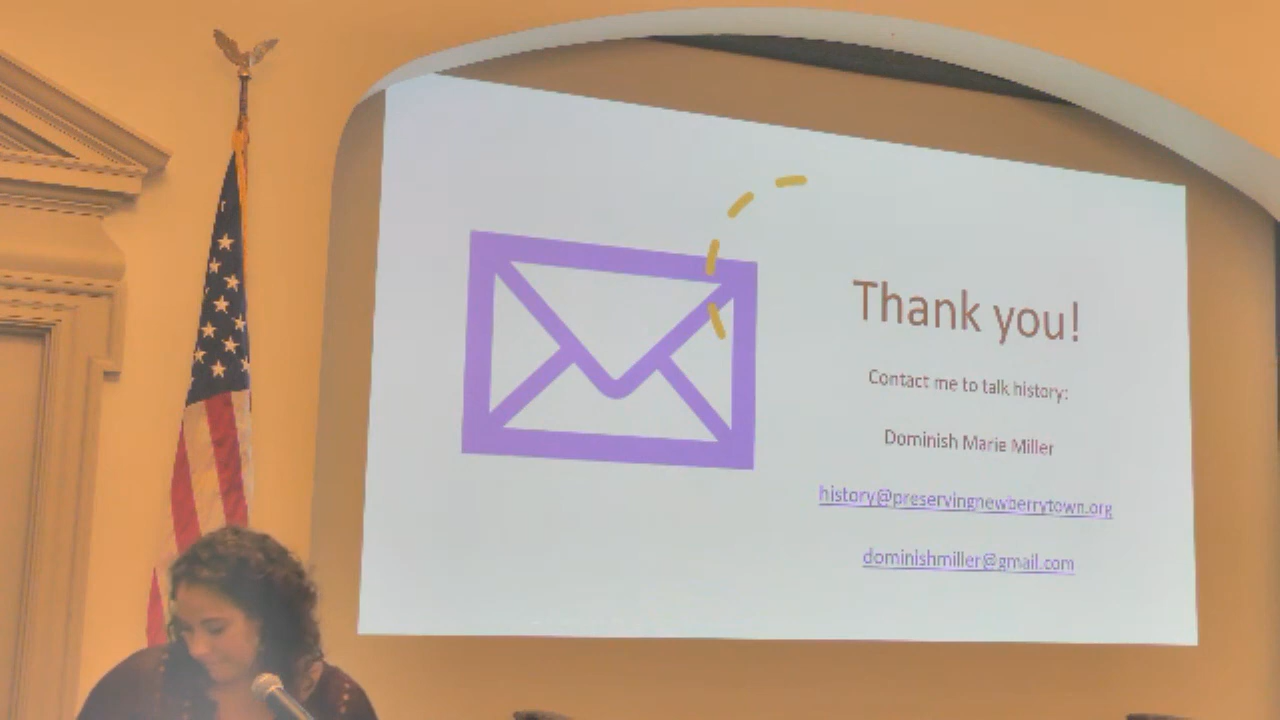 Thank you!
Contact me to talk history:
Dominish Marie Miller
history@preservingnewberrytown.org
dominishmiller@gmail.com